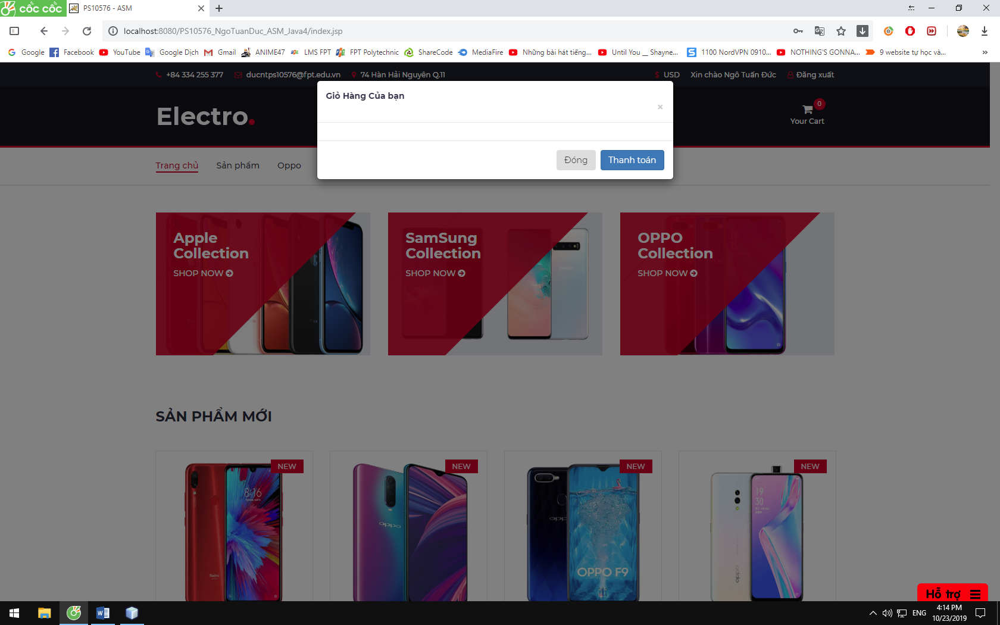 cốc cốc
PS10576 - ASM
localhost:8080/PS10576_NgoTuanDuc_ASM_Java4/index.jsp
Google Facebook YouTube Google Dịch Gmail ANIME47 LMS FPT FPT Polytechnic ShareCode MediaFire Những bài hát tiếng... Until You __ Shayne... 1100 NordVPN 0910... NOTHING'S GONNA... 9 website tự học và... »
+84 334 255 377 ducntps10576@fpt.edu.vn 74 Hàn Hải Nguyên Q.11 $ USD Xin chào Ngô Tuấn Đức Đăng xuất
Giỏ Hàng Của bạn
×
Electro.
0
Your Cart
Đóng Thanh toán
Trang chủ Sản phẩm Oppo
Apple
Collection
SHOP NOW
SamSung
Collection
SHOP NOW
OPPO
Collection
SHOP NOW
SẢN PHẨM MỚI
NEW NEW NEW NEW
8:16
Redmi
oppo
OPPO F9
19
30
oppo
Hỗ trợ
ENG
4:14 PM
10/23/2019